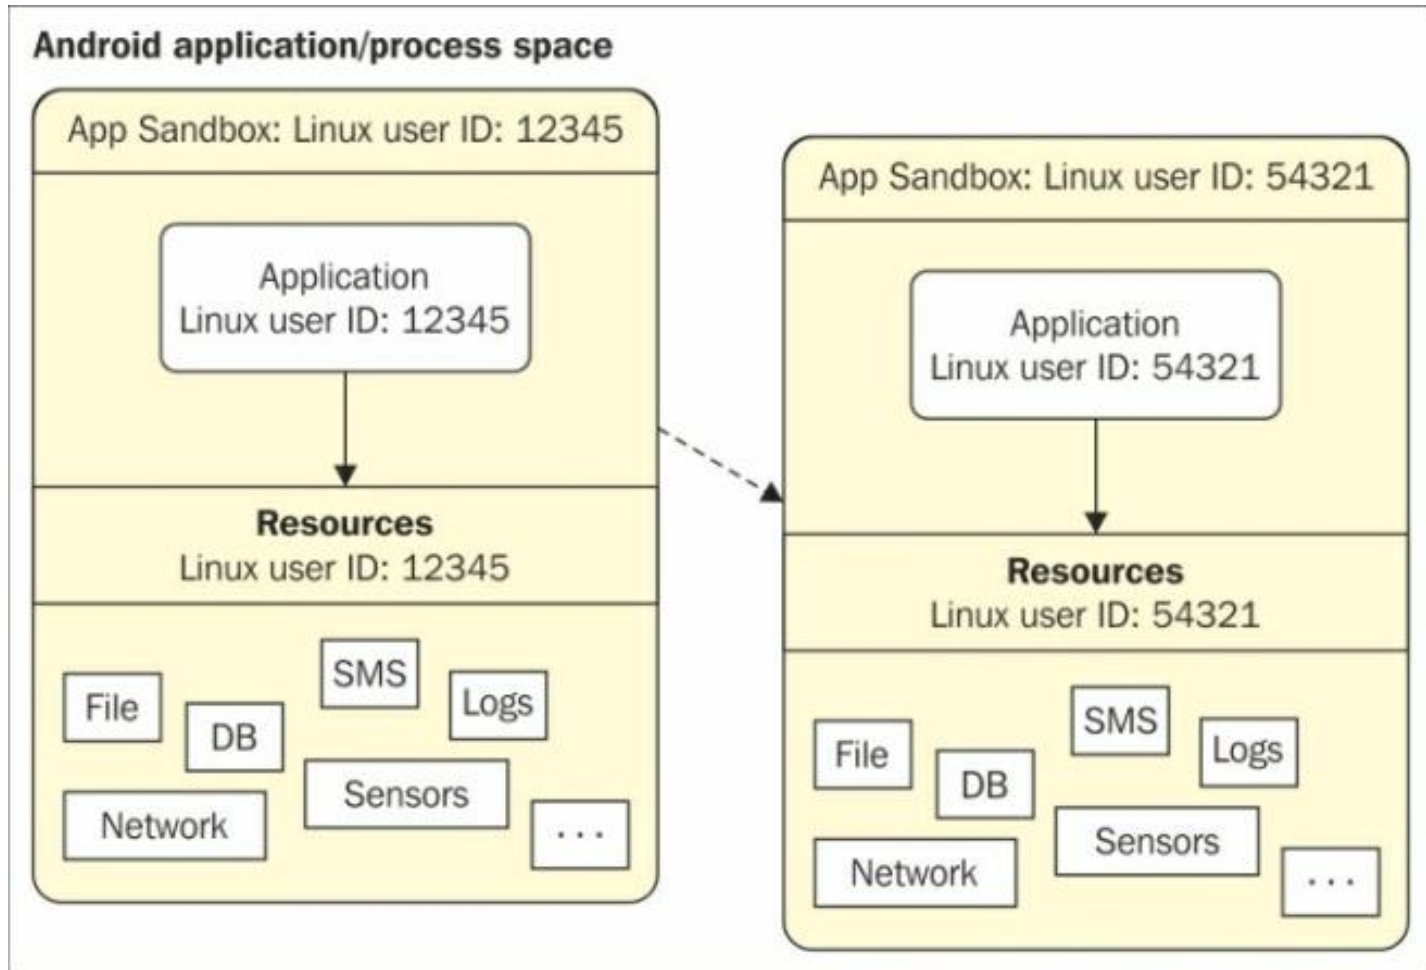 Android application/process space
App Sandbox: Linux user ID: 12345
Application
Linux user ID: 12345
Resources
Linux user ID: 12345
File
DB
SMS
Logs
Network
Sensors
...
App Sandbox: Linux user ID: 54321
Application
Linux user ID: 54321
Resources
Linux user ID: 54321
File
DB
SMS
Logs
Network
Sensors
...